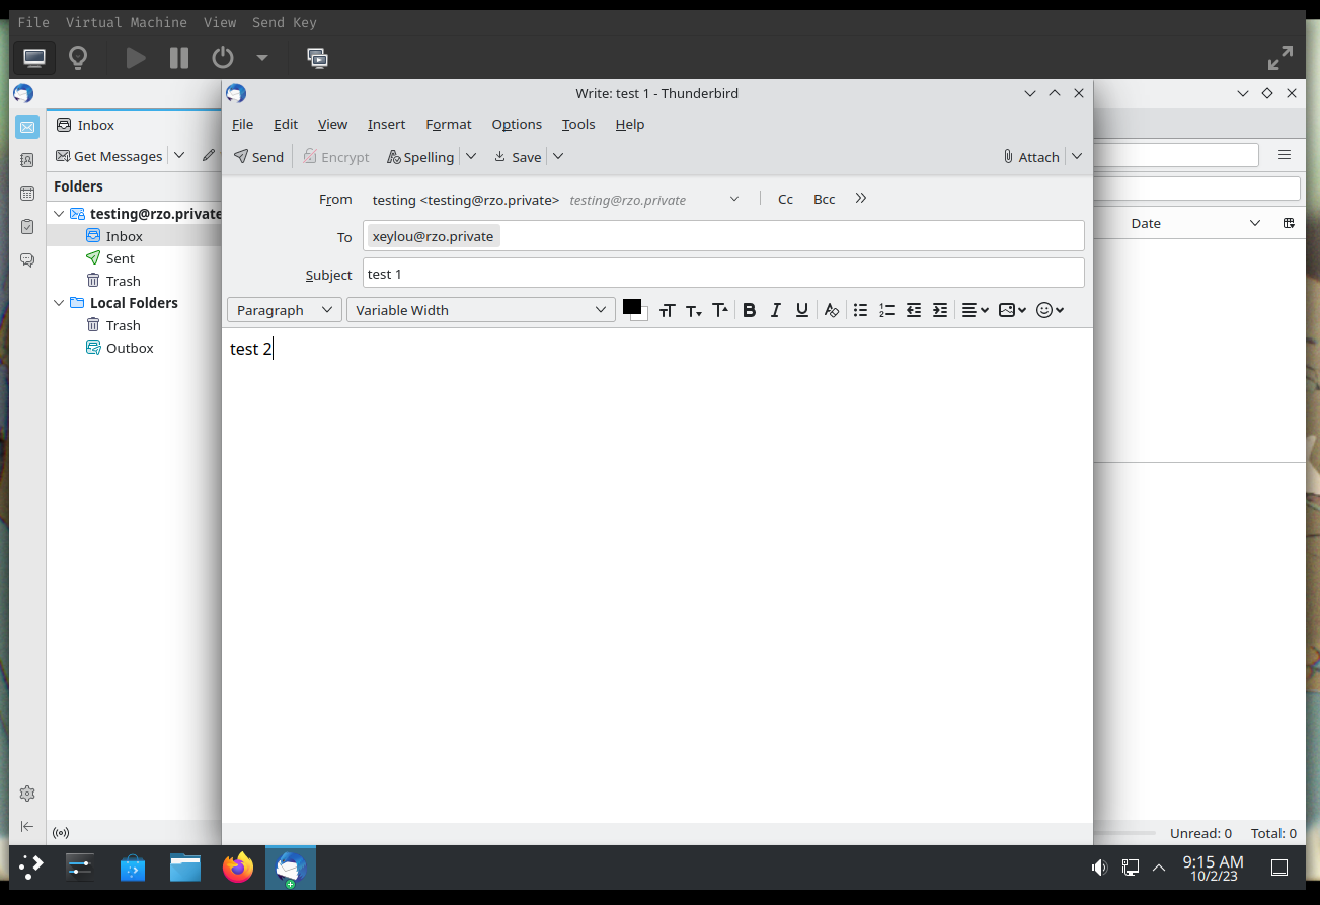 File Virtual Machine View Send Key
Write: test 1 - Thunderbird
Inbox
File Edit View Insert Format Options Tools Help
Get Messages
Send Encrypt Spelling Save Attach
Folders
From testing <testing@rzo.private> testing@rzo.private Cc Bcc
testing@rzo.private
To xeylou@rzo.private
Date
Inbox
Sent
Subject test 1
Trash
Local Folders
Paragraph Variable Width B I U
Trash
Outbox
test 2
Unread: 0 Total: 0
9:15 AM
10/2/23